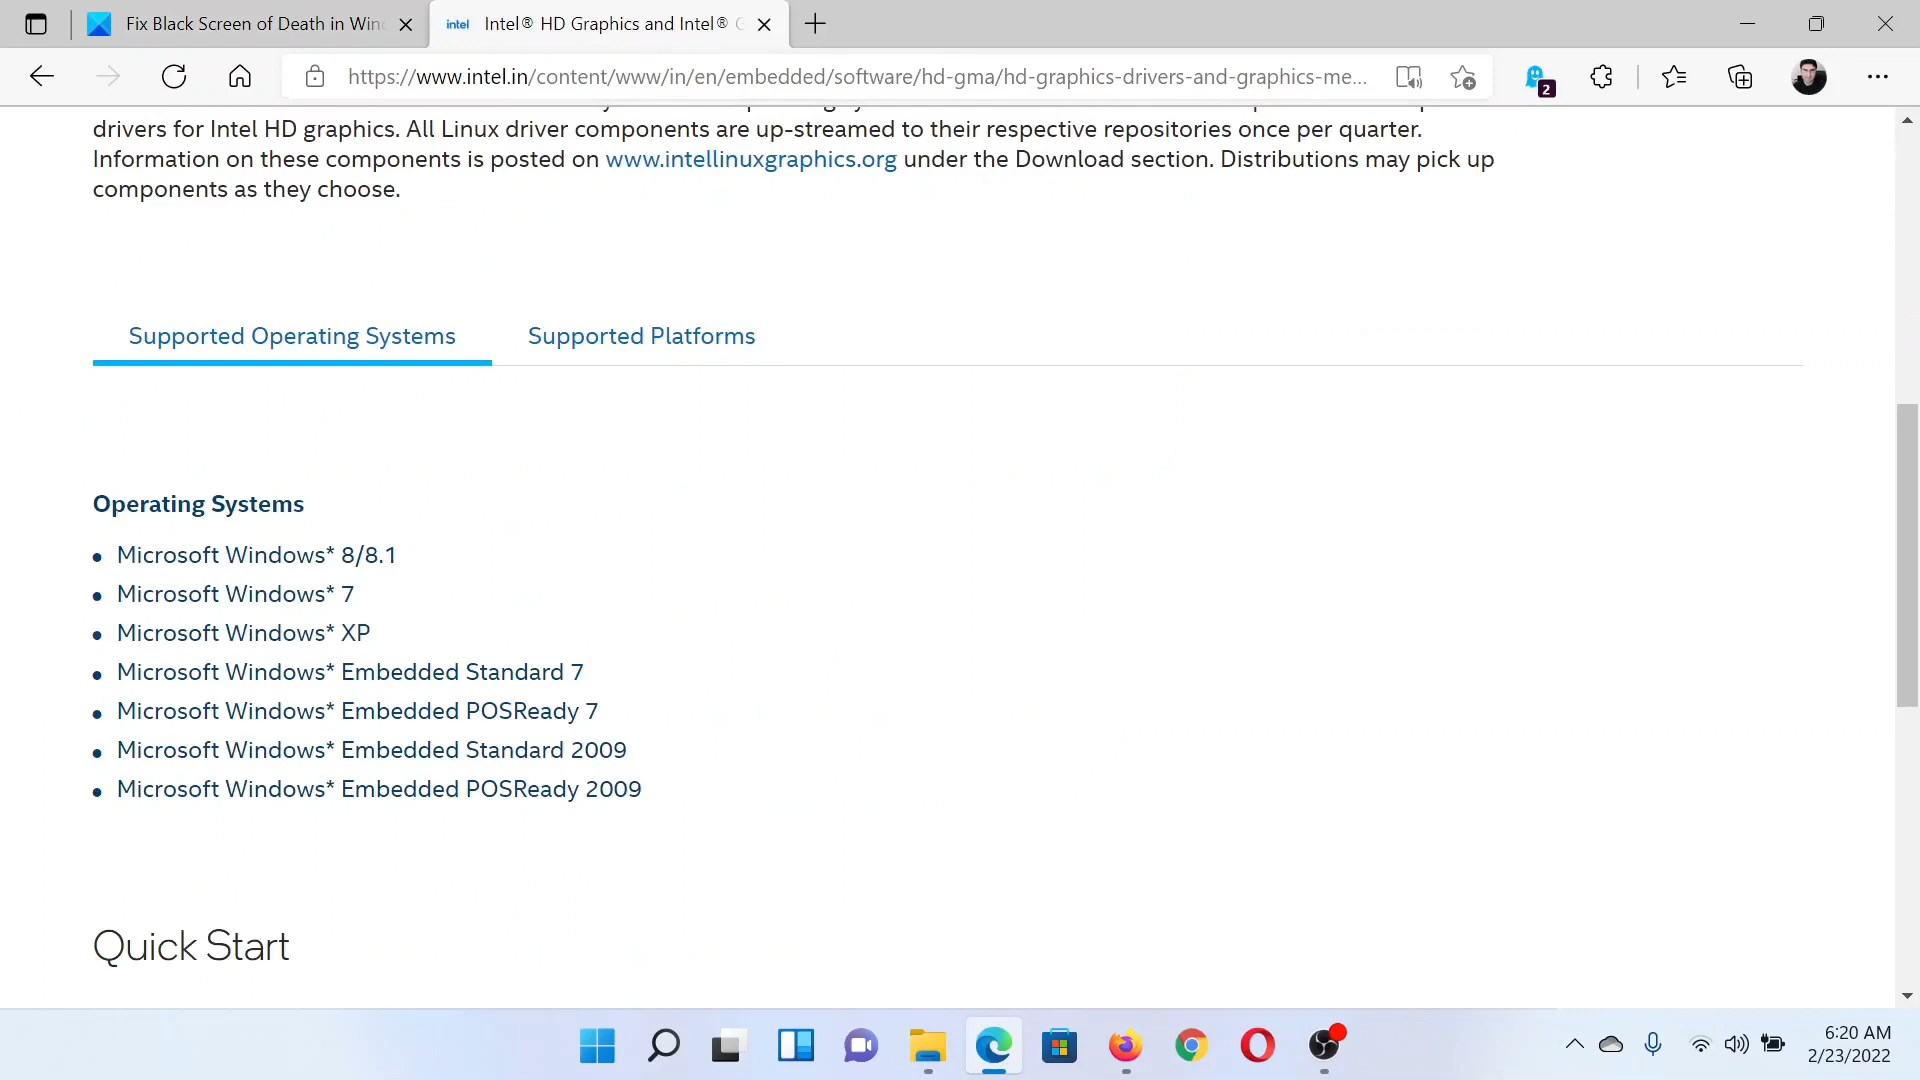 Fix Black Screen of Death in Win
intel Intel® HD Graphics and Intel® G
https://www.intel.in/content/www/in/en/embedded/software/hd-gma/hd-graphics-drivers-and-graphics-me...
2
drivers for Intel HD graphics. All Linux driver components are up-streamed to their respective repositories once per quarter.
Information on these components is posted on www.intellinuxgraphics.org under the Download section. Distributions may pick up
components as they choose.
Supported Operating Systems
Supported Platforms
Operating Systems
• Microsoft Windows* 8/8.1
• Microsoft Windows* 7
• Microsoft Windows* XP
• Microsoft Windows* Embedded Standard 7
• Microsoft Windows* Embedded POSReady 7
• Microsoft Windows* Embedded Standard 2009
• Microsoft Windows* Embedded POSReady 2009
Quick Start
6:20 AM
2/23/2022